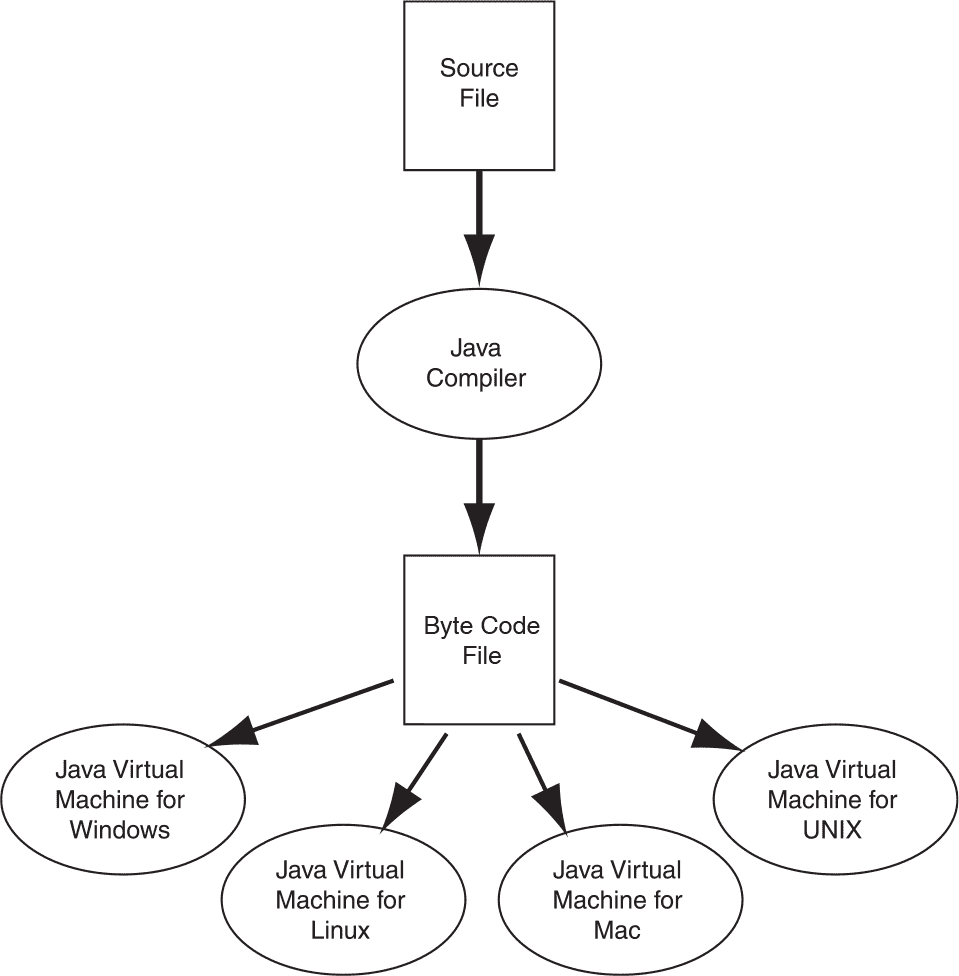 Source
File
Java
Compiler
Byte Code
File
Java Virtual
Machine for
Windows
Java Virtual
Machine for
Linux
Java Virtual
Machine for
Mac
Java Virtual
Machine for
UNIX